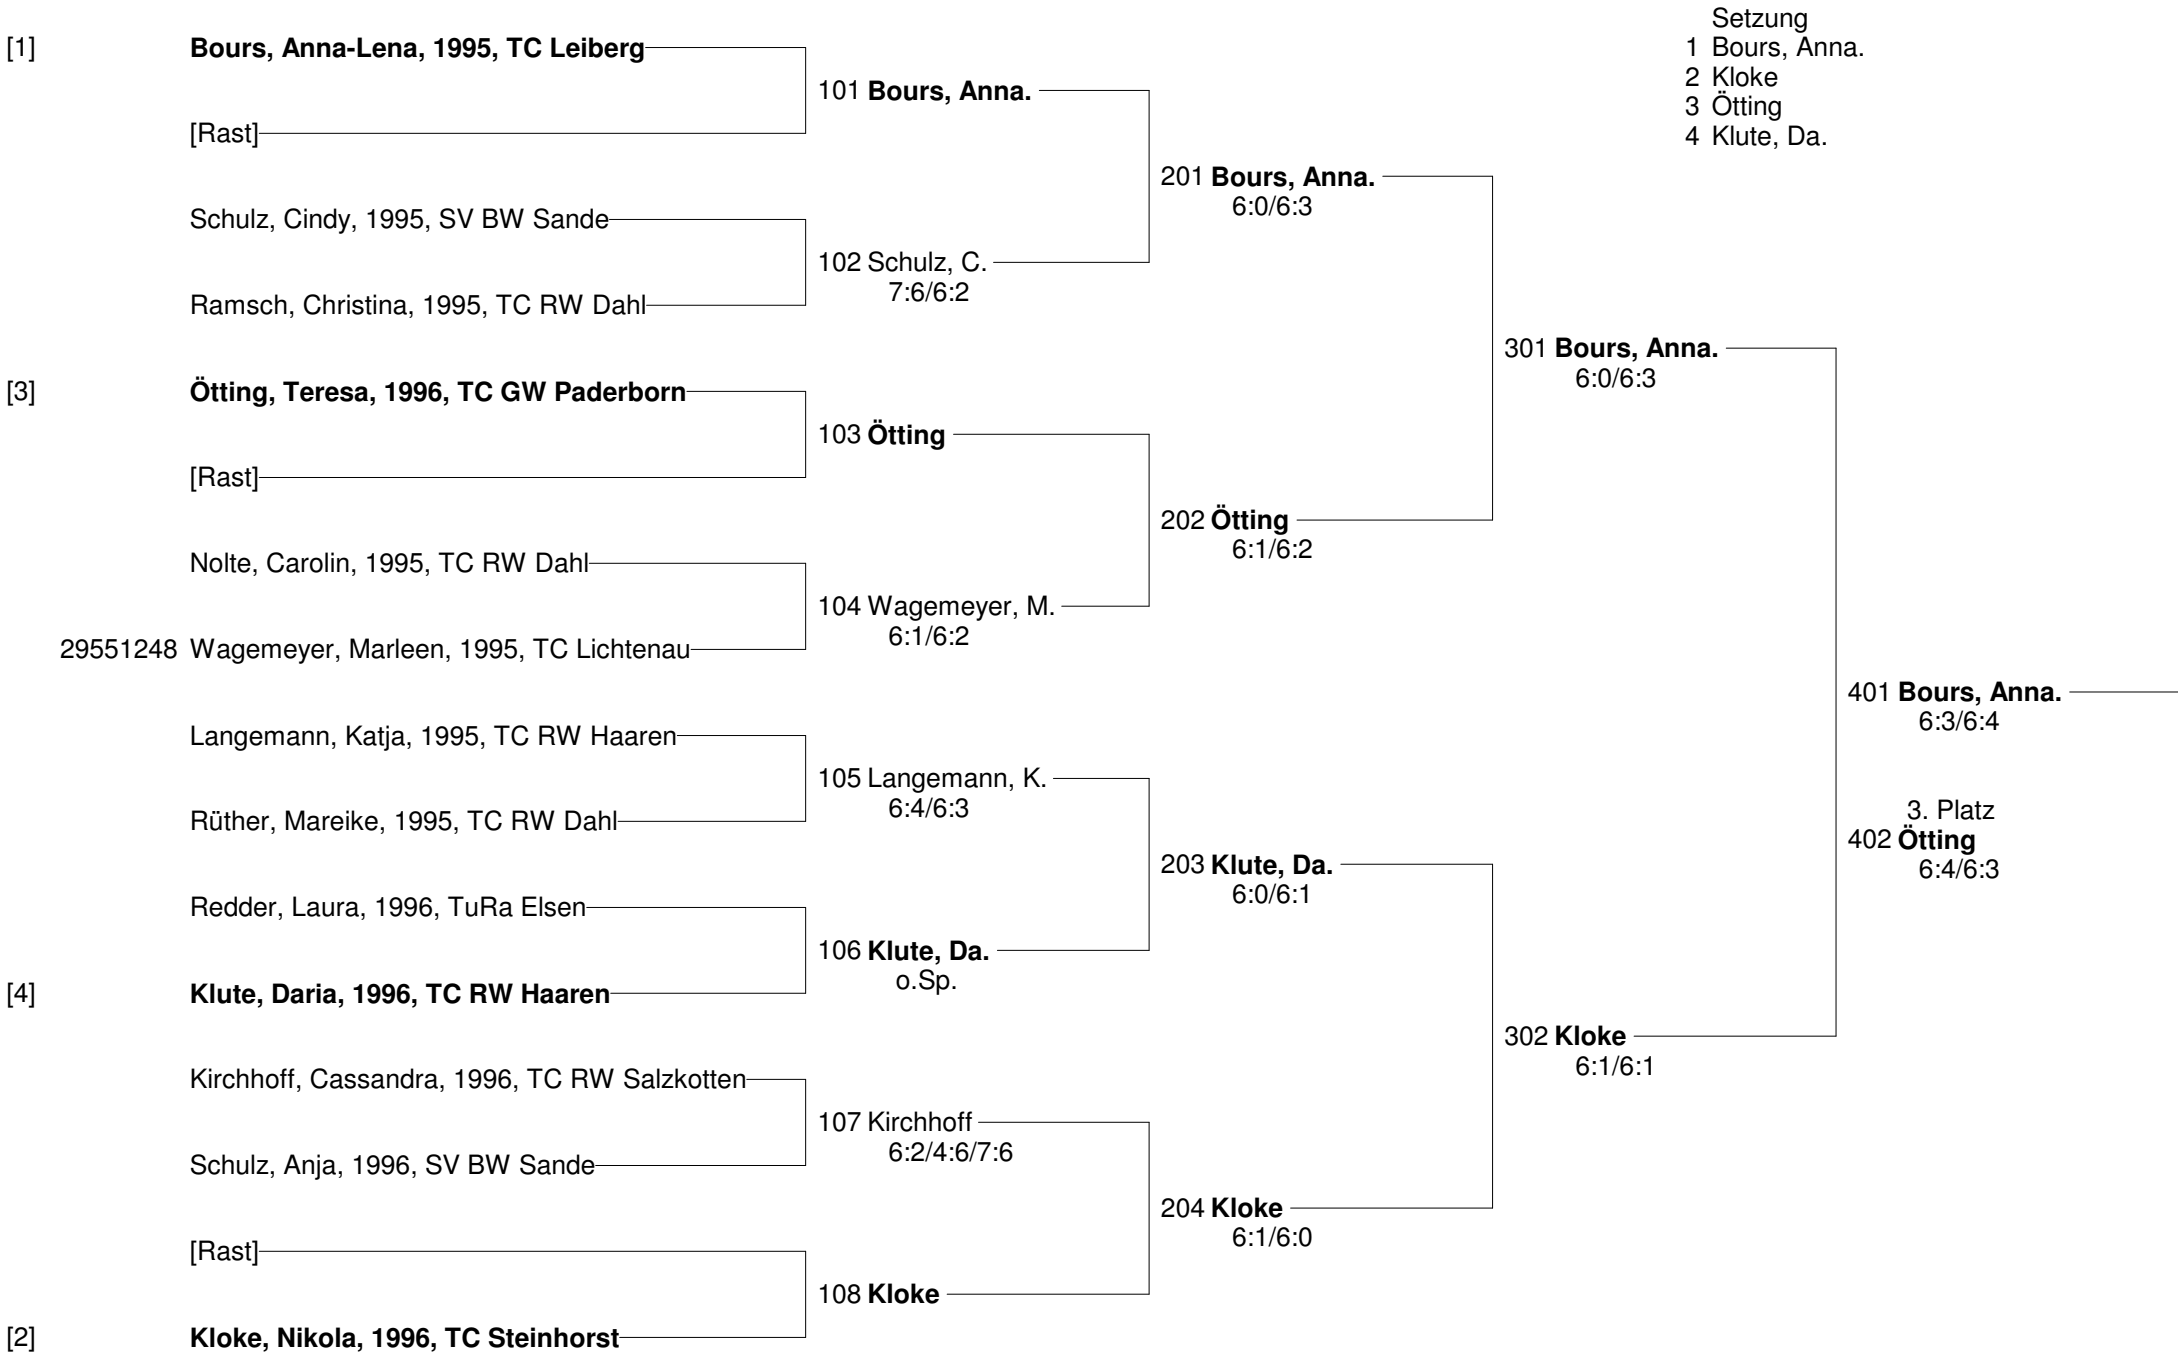 Setzung
1 Bours, Anna.
2 Kloke
3 Ötting
4 Klute, Da.
[1] Bours, Anna-Lena, 1995, TC Leiberg
[Rast]
Schulz, Cindy, 1995, SV BW Sande
Ramsch, Christina, 1995, TC RW Dahl
[3] Ötting, Teresa, 1996, TC GW Paderborn
[Rast]
Nolte, Carolin, 1995, TC RW Dahl
29551248 Wagemeyer, Marleen, 1995, TC Lichtenau
Langemann, Katja, 1995, TC RW Haaren
Rüther, Mareike, 1995, TC RW Dahl
Redder, Laura, 1996, TuRa Elsen
[4] Klute, Daria, 1996, TC RW Haaren
Kirchhoff, Cassandra, 1996, TC RW Salzkotten
Schulz, Anja, 1996, SV BW Sande
[Rast]
[2] Kloke, Nikola, 1996, TC Steinhorst
101 Bours, Anna.
102 Schulz, C.
7:6/6:2
103 Ötting
104 Wagemeyer, M.
6:1/6:2
105 Langemann, K.
6:4/6:3
106 Klute, Da.
o.Sp.
107 Kirchhoff
6:2/4:6/7:6
108 Kloke
201 Bours, Anna.
6:0/6:3
202 Ötting
6:1/6:2
203 Klute, Da.
6:0/6:1
204 Kloke
6:1/6:0
301 Bours, Anna.
6:0/6:3
302 Kloke
6:1/6:1
401 Bours, Anna.
6:3/6:4
3. Platz
402 Ötting
6:4/6:3